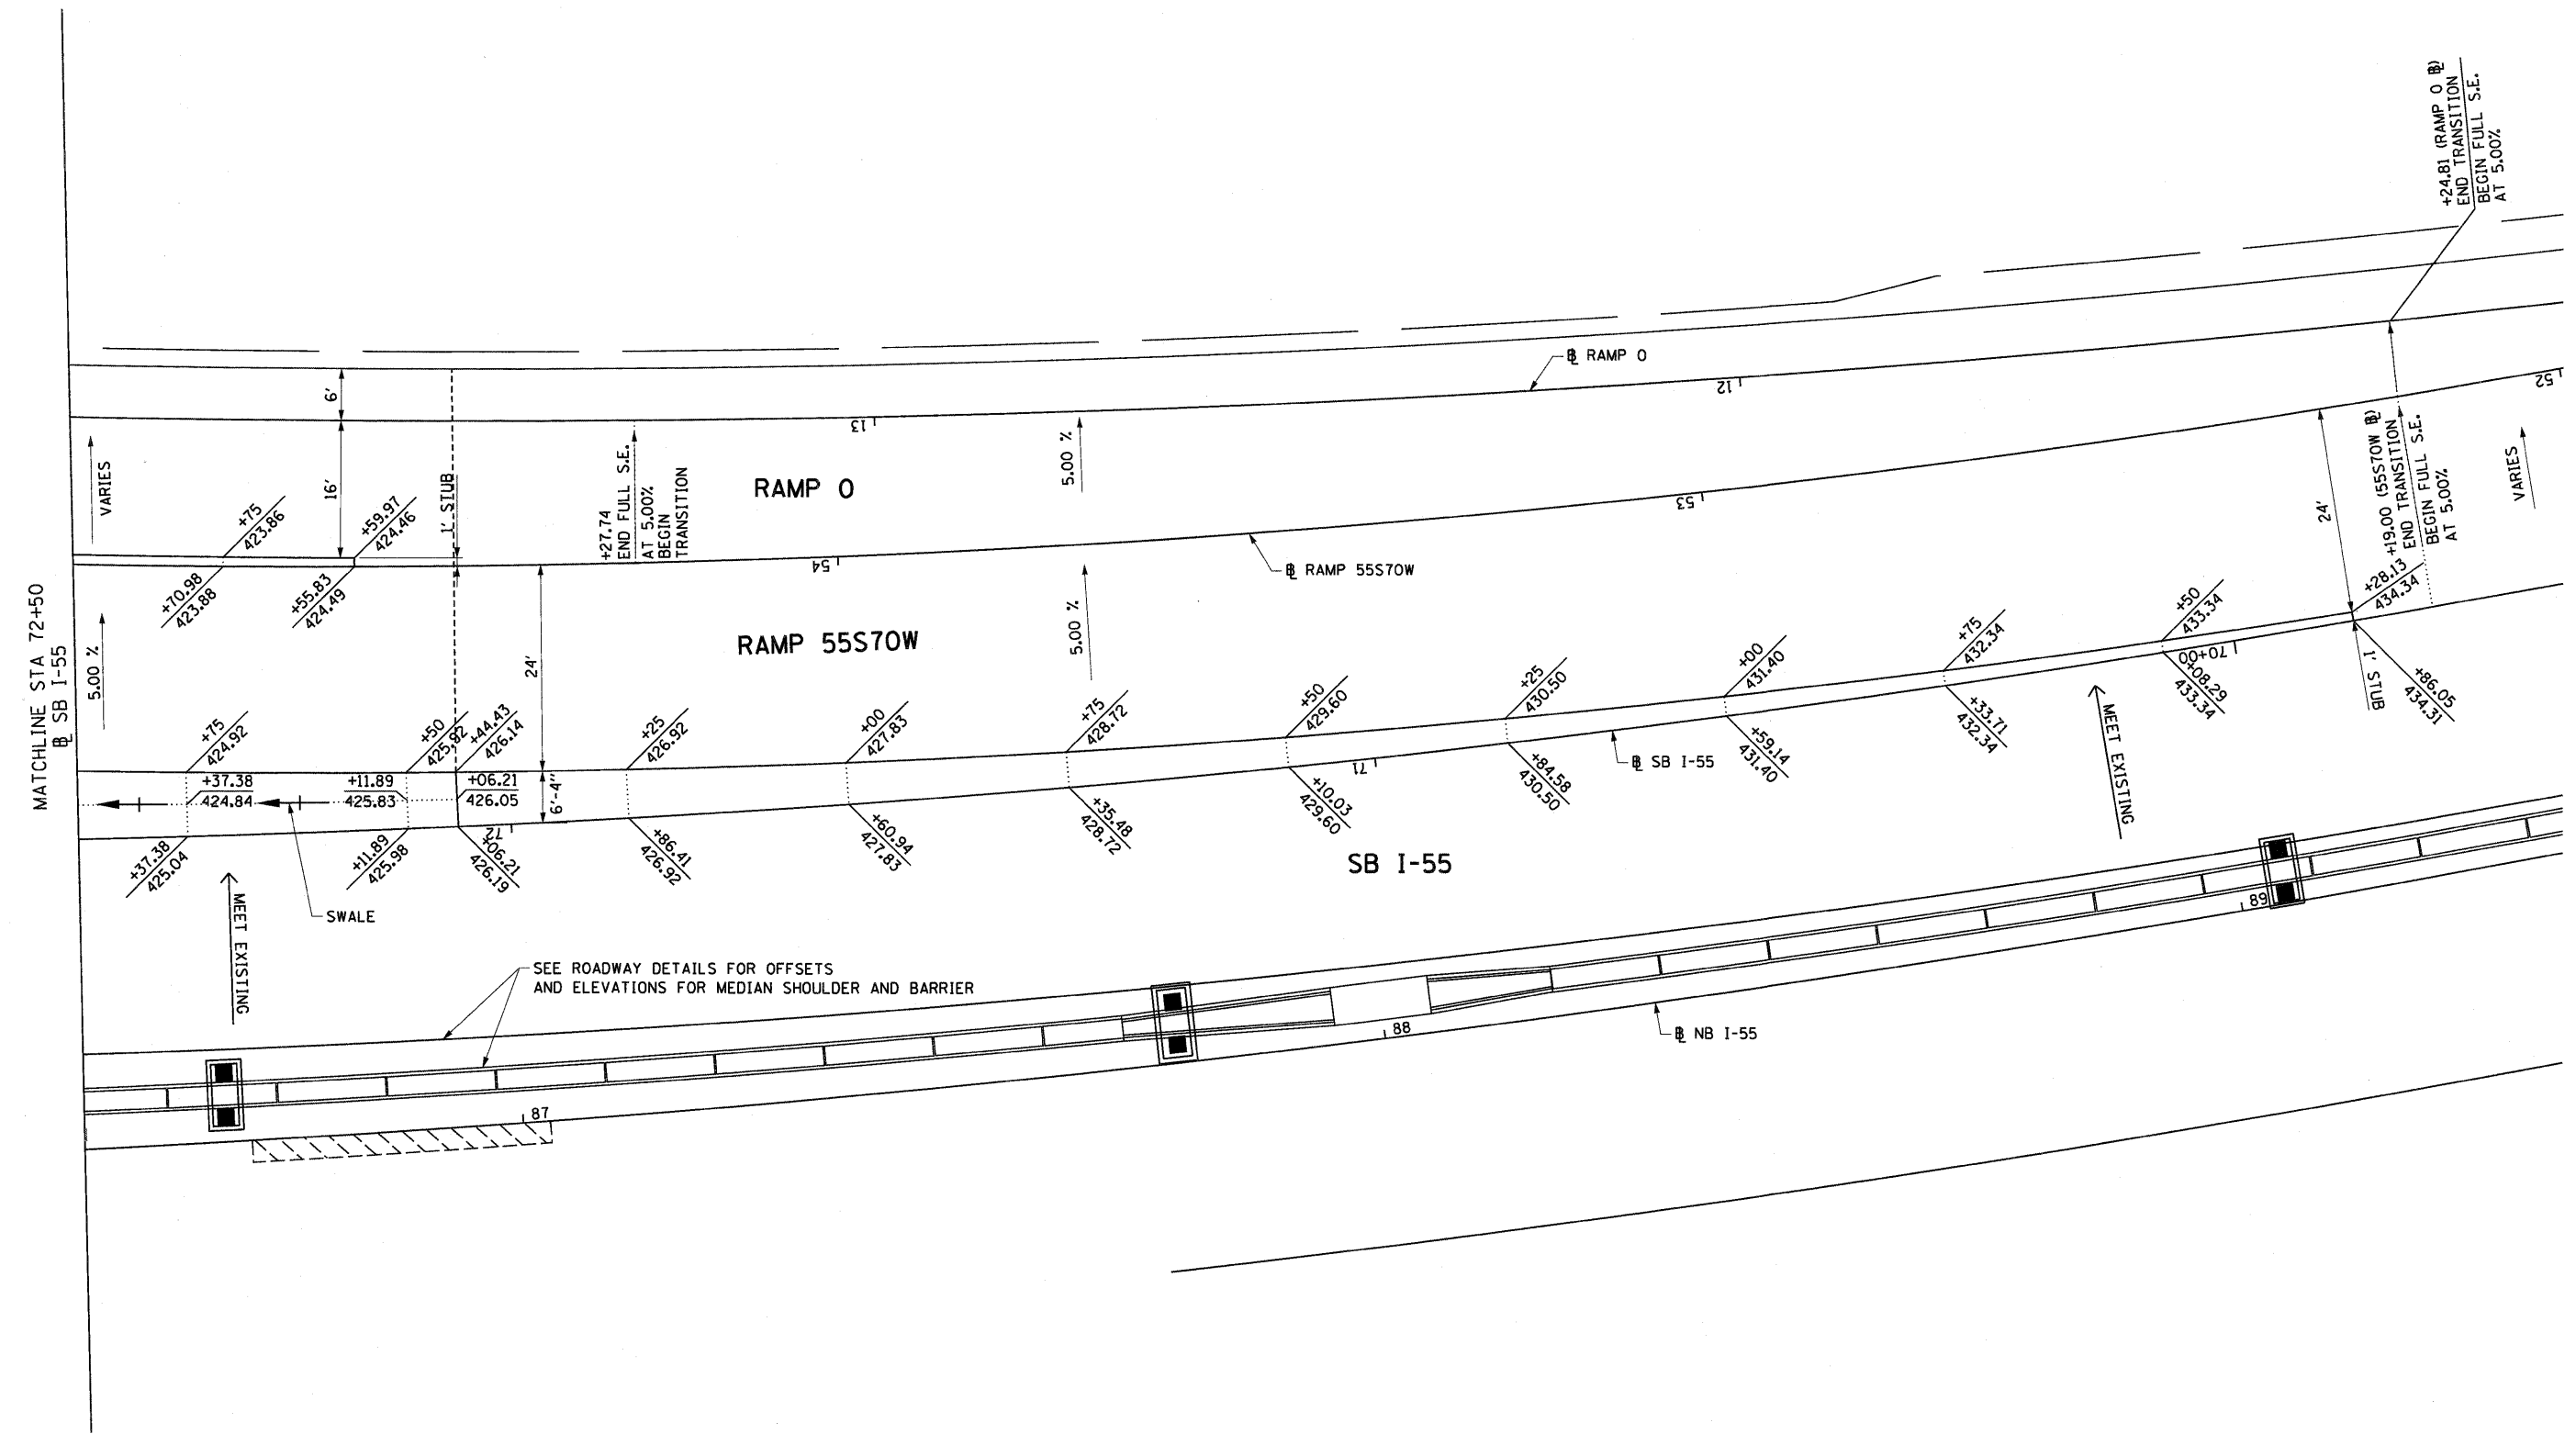 +24.81 (RAMP O ⅊)
END TRANSITION
BEGIN FULL S.E.
AT 5.00%
RAMP O
12
52
13
6'
16'
VARIES
1' STUB
+27.74
END FULL S.E.
AT 5.00%
BEGIN
TRANSITION
RAMP O
5.00 %
53
24'
+19.00 (55S70W ⅊)
END TRANSITION
BEGIN FULL S.E.
AT 5.00%
VARIES
+75
423.86
+59.97
424.46
54
RAMP 55S70W
+70.98
423.88
+55.83
424.49
MATCHLINE STA 72+50
SB I-55
5.00 %
RAMP 55S70W
24'
5.00 %
+75
424.92
+50
425.92
+44.43
426.14
+25
426.92
+00
427.83
+75
428.72
+50
429.60
+25
430.50
+00
431.40
+75
432.34
+50
433.34
+28.13
434.34
+37.38
424.84
+11.89
425.83
+06.21
426.05
6'-4"
72
71
70+00
1' STUB
SB I-55
+37.38
425.04
+11.89
425.98
+06.21
426.19
+86.41
426.92
+60.94
427.83
+35.48
428.72
+10.03
429.60
+84.58
430.50
+59.14
431.40
+33.71
432.34
+08.29
433.34
+86.05
434.31
MEET EXISTING
SB I-55
MEET EXISTING
SWALE
SEE ROADWAY DETAILS FOR OFFSETS
AND ELEVATIONS FOR MEDIAN SHOULDER AND BARRIER
89
88
NB I-55
87